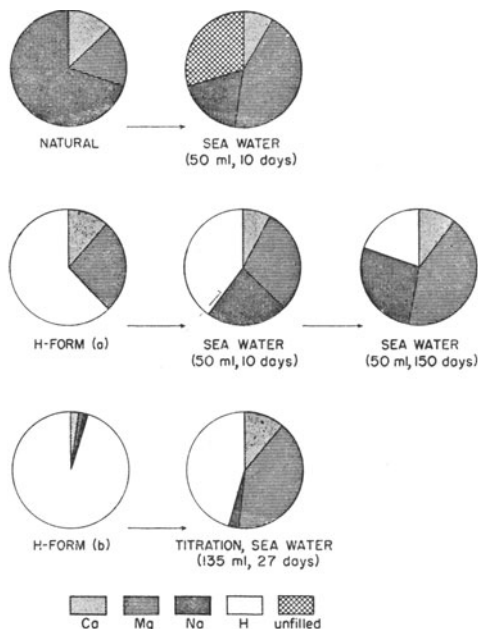 NATURAL
SEA WATER
(50 ml, 10 days)
H-FORM (a)
SEA WATER
(50 ml, 10 days)
SEA WATER
(50 ml, 150 days)
H-FORM (b)
TITRATION, SEA WATER
(135 ml, 27 days)
Ca Mg Na H unfilled